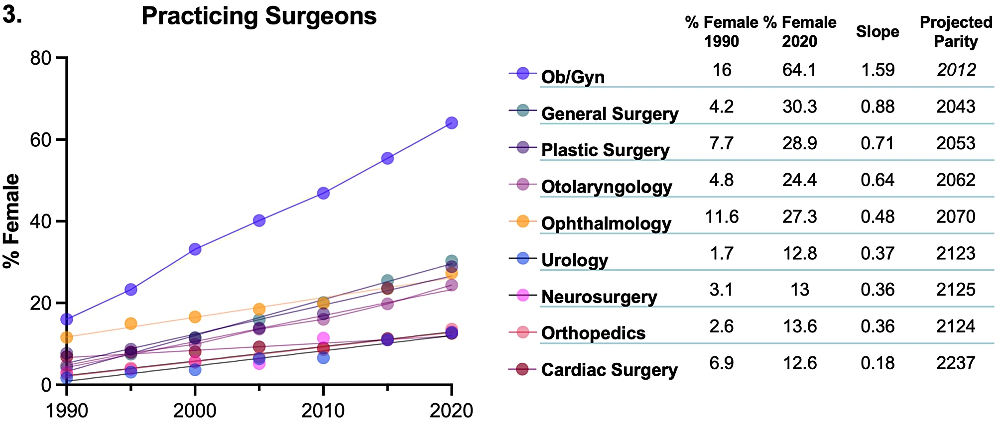 3.
Practicing Surgeons
% Female
80
60
40
20
0
1990 2000 2010 2020
% Female 1990 % Female 2020 Slope Projected Parity
Ob/Gyn 16 64.1 1.59 2012
General Surgery 4.2 30.3 0.88 2043
Plastic Surgery 7.7 28.9 0.71 2053
Otolaryngology 4.8 24.4 0.64 2062
Ophthalmology 11.6 27.3 0.48 2070
Urology 1.7 12.8 0.37 2123
Neurosurgery 3.1 13 0.36 2125
Orthopedics 2.6 13.6 0.36 2124
Cardiac Surgery 6.9 12.6 0.18 2237